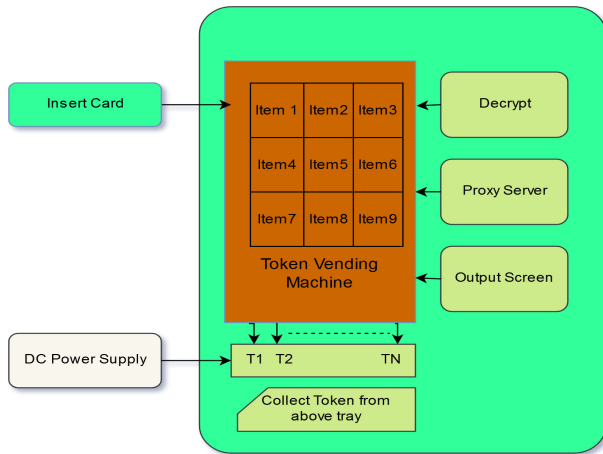 Insert Card
Item 1 Item2 Item3
Item4 Item5 Item6
Item7 Item8 Item9
Token Vending
Machine
Decrypt
Proxy Server
Output Screen
DC Power Supply
T1 T2 TN
Collect Token from
above tray